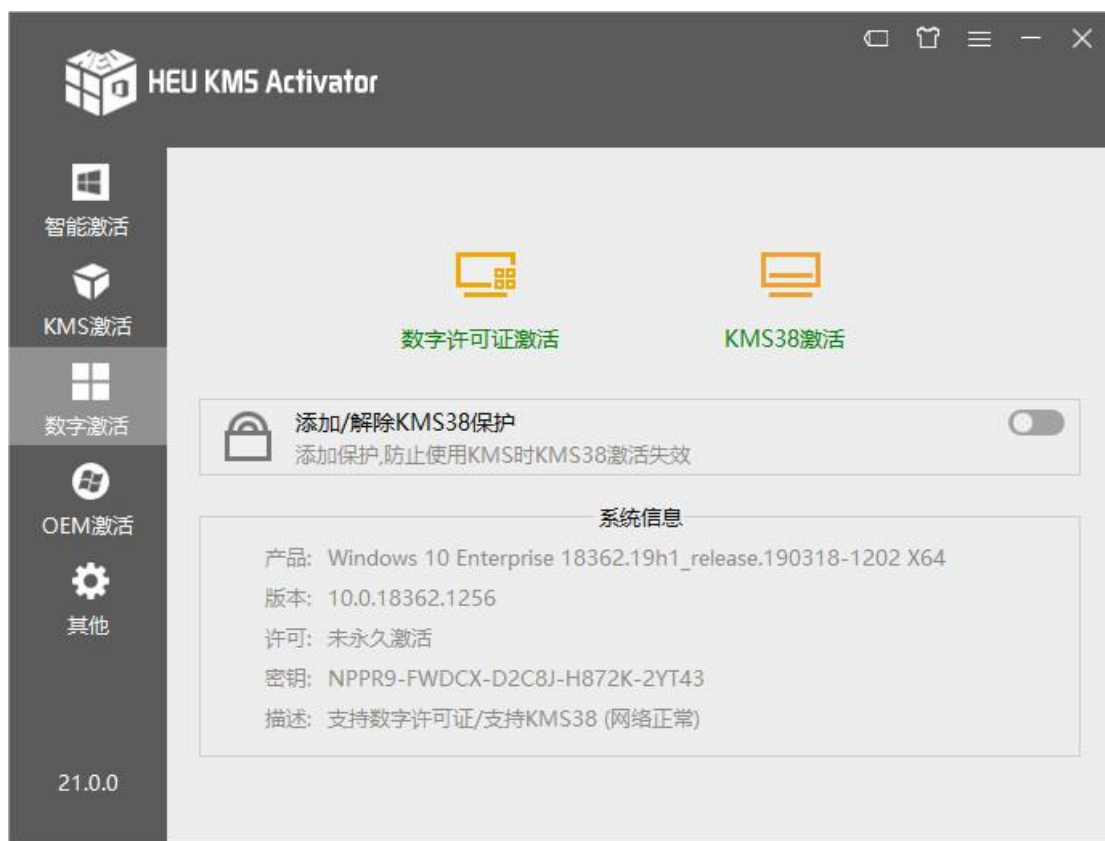 HEU KMS Activator
智能激活
KMS激活
数字激活
OEM激活
其他
21.0.0
数字许可证激活
KMS38激活
添加/解除KMS38保护
添加保护,防止使用KMS时KMS38激活失效
系统信息
产品: Windows 10 Enterprise 18362.19h1_release.190318-1202 X64
版本: 10.0.18362.1256
许可: 未永久激活
密钥: NPPR9-FWDCX-D2C8J-H872K-2YT43
描述: 支持数字许可证/支持KMS38 (网络正常)